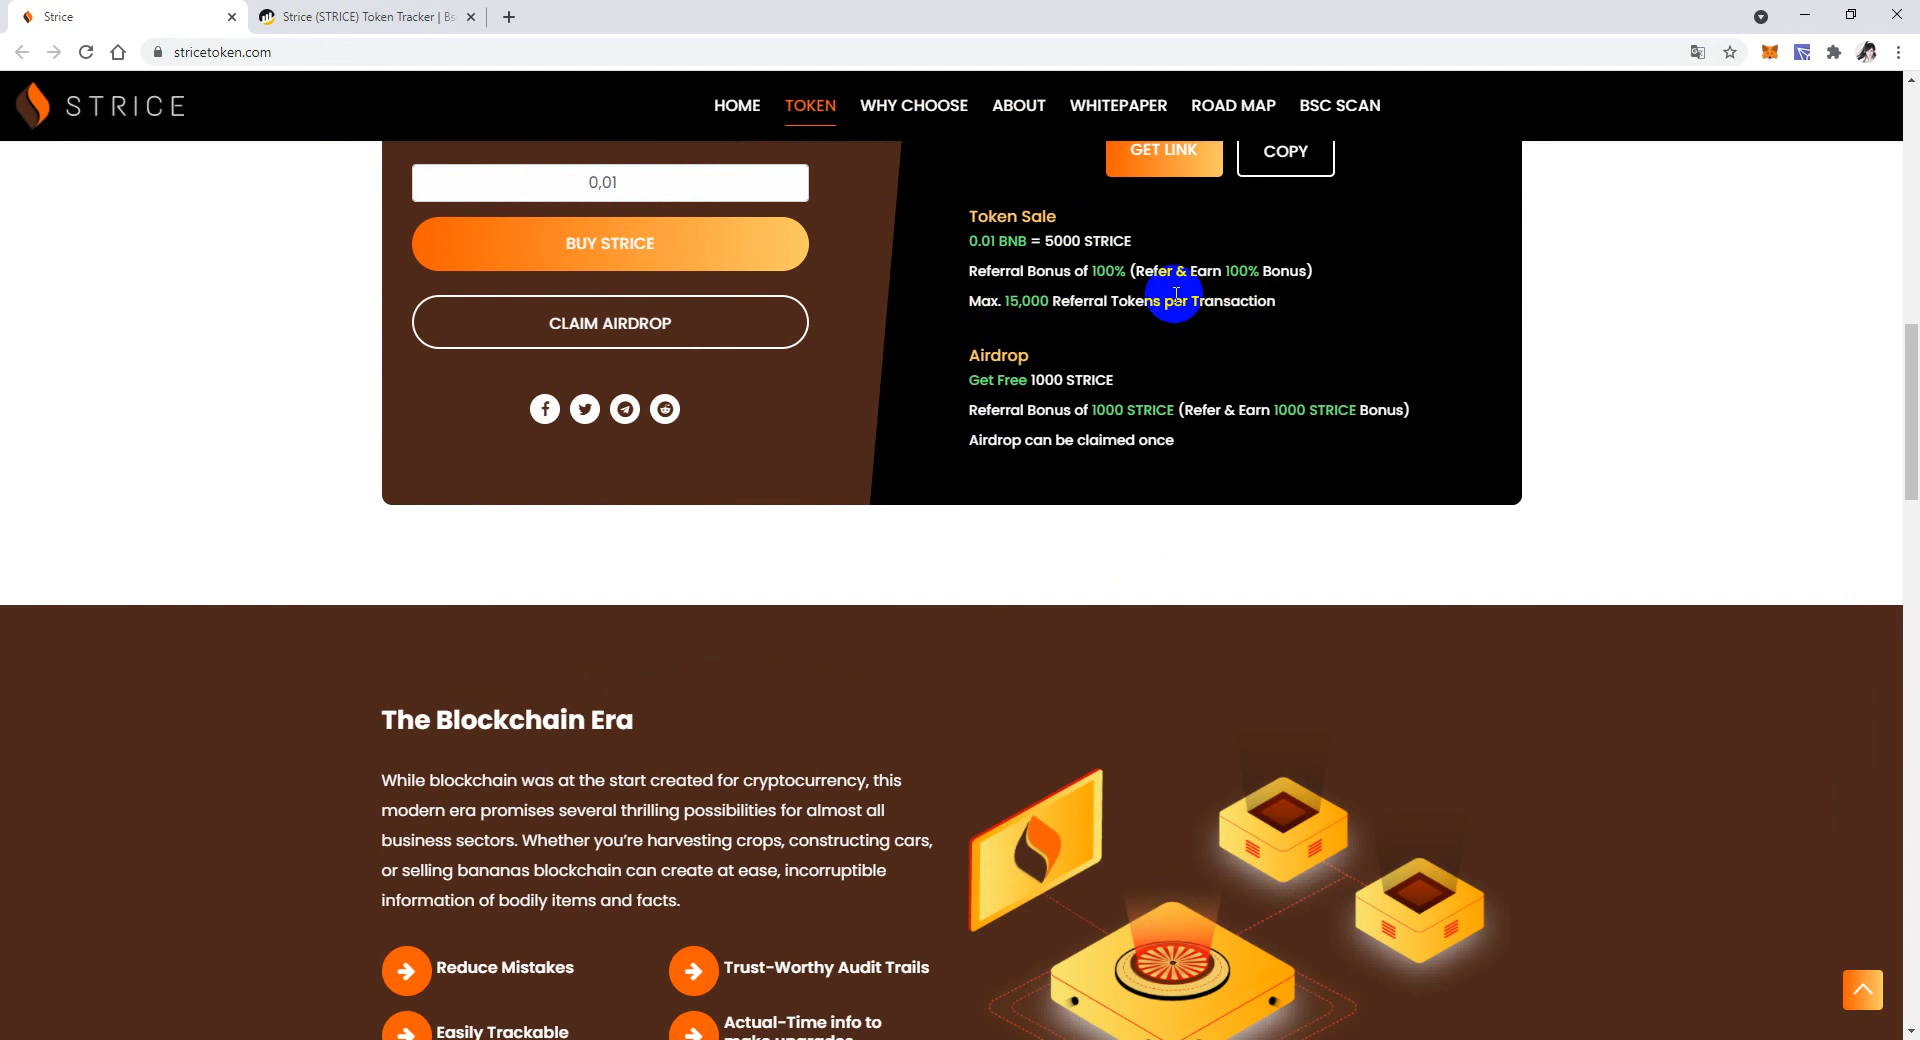 Strice
Strice (STRICE) Token Tracker | Bs
stricetoken.com
STRICE
HOME
TOKEN
WHY CHOOSE
ABOUT
WHITEPAPER
ROAD MAP
BSC SCAN
0,01
BUY STRICE
CLAIM AIRDROP
GET LINK
COPY
Token Sale
0.01 BNB = 5000 STRICE
Referral Bonus of 100% (Refer & Earn 100% Bonus)
Max. 15,000 Referral Tokens per Transaction
Airdrop
Get Free 1000 STRICE
Referral Bonus of 1000 STRICE (Refer & Earn 1000 STRICE Bonus)
Airdrop can be claimed once
The Blockchain Era
While blockchain was at the start created for cryptocurrency, this
modern era promises several thrilling possibilities for almost all
business sectors. Whether you're harvesting crops, constructing cars,
or selling bananas blockchain can create at ease, incorruptible
information of bodily items and facts.
Reduce Mistakes
Trust-Worthy Audit Trails
Easily Trackable
Actual-Time info to
make upgrades